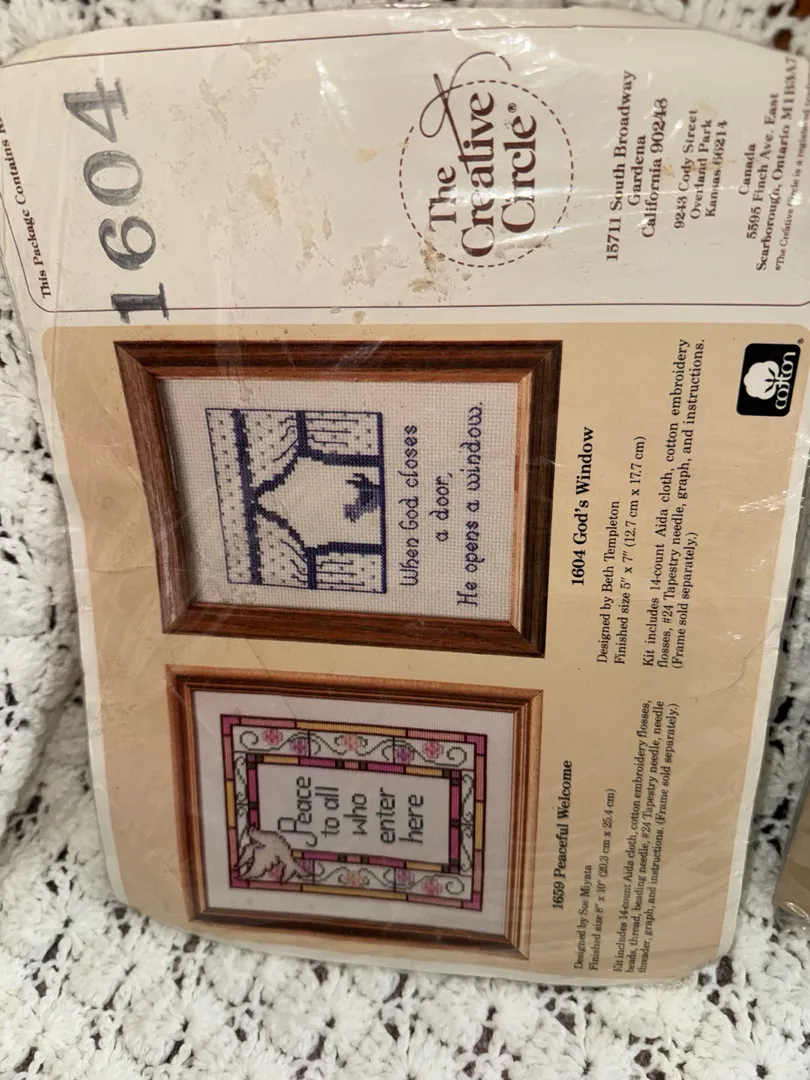 This Package Contains
1604
The
Creative
Circle®
15711 South Broadway
Gardena
California 90248
9243 Cody Street
Overland Park
Kansas 66214
Canada
5595 Finch Ave. East
Scarborough, Ontario M1B3A7
*The Creative Circle is a
When God closes
a door,
He opens a window.
1604 God's Window
Designed by Beth Templeton
Finished size 5" x 7" (12.7 cm x 17.7 cm)
Kit includes 14-count Aida cloth, cotton embroidery
flosses, #24 Tapestry needle, graph, and instructions.
(Frame sold separately.)
cotton
®
Peace
to all
who
enter
here
1659 Peaceful Welcome
Designed by Sue Miyata
Finished size 8" x 10" (20.3 cm x 25.4 cm)
Kit includes 14-count Aida cloth, cotton embroidery flosses,
beads, thread, beading needle, #24 Tapestry needle, needle
threader, graph, and instructions. (Frame sold separately.)